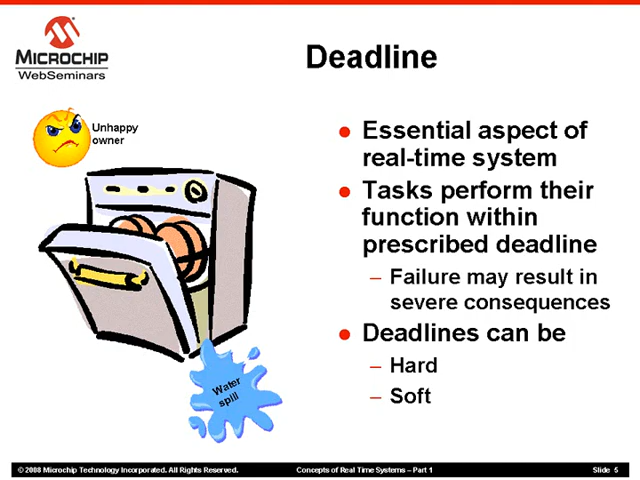 MICROCHIP
WebSeminars
Deadline
Unhappy
owner
Water
spill
● Essential aspect of
real-time system
● Tasks perform their
function within
prescribed deadline
– Failure may result in
severe consequences
● Deadlines can be
– Hard
– Soft
© 2008 Microchip Technology Incorporated. All Rights Reserved. Concepts of Real Time Systems – Part 1 Slide 5